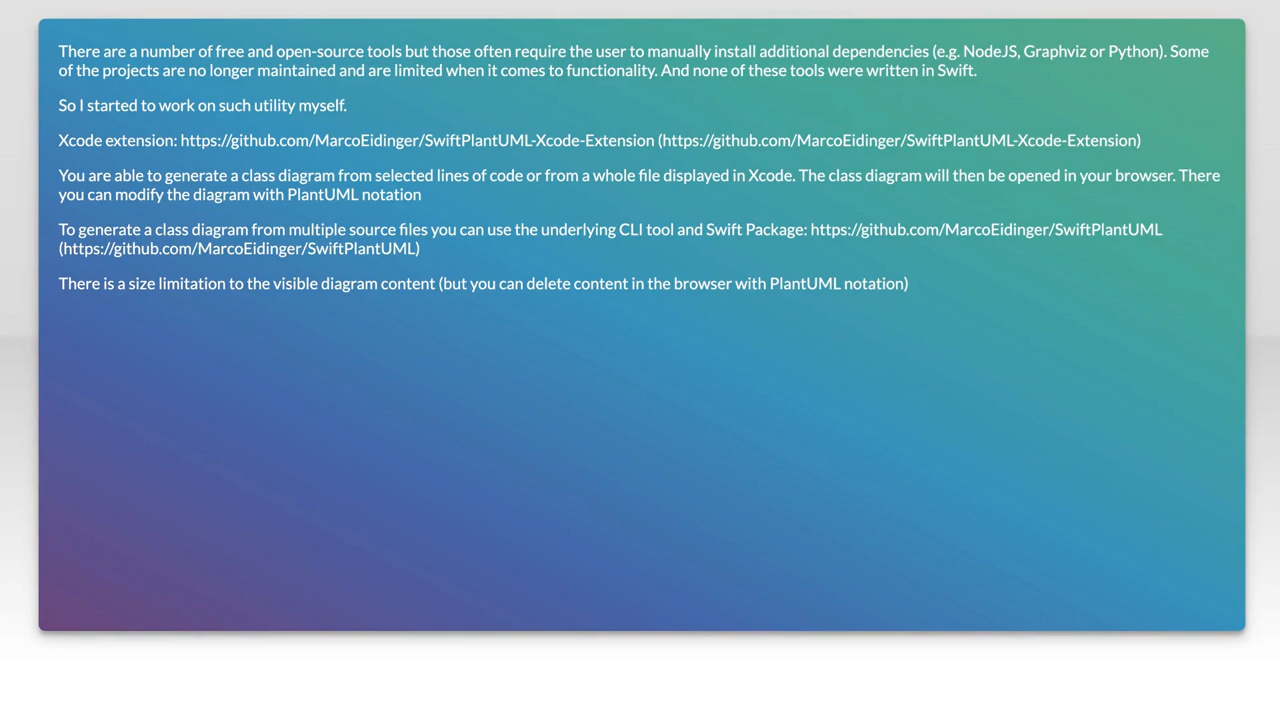 There are a number of free and open-source tools but those often require the user to manually install additional dependencies (e.g. NodeJS, Graphviz or Python). Some
of the projects are no longer maintained and are limited when it comes to functionality. And none of these tools were written in Swift.
So I started to work on such utility myself.
Xcode extension: https://github.com/MarcoEidinger/SwiftPlantUML-Xcode-Extension (https://github.com/MarcoEidinger/SwiftPlantUML-Xcode-Extension)
You are able to generate a class diagram from selected lines of code or from a whole file displayed in Xcode. The class diagram will then be opened in your browser. There
you can modify the diagram with PlantUML notation
To generate a class diagram from multiple source files you can use the underlying CLI tool and Swift Package: https://github.com/MarcoEidinger/SwiftPlantUML
(https://github.com/MarcoEidinger/SwiftPlantUML)
There is a size limitation to the visible diagram content (but you can delete content in the browser with PlantUML notation)